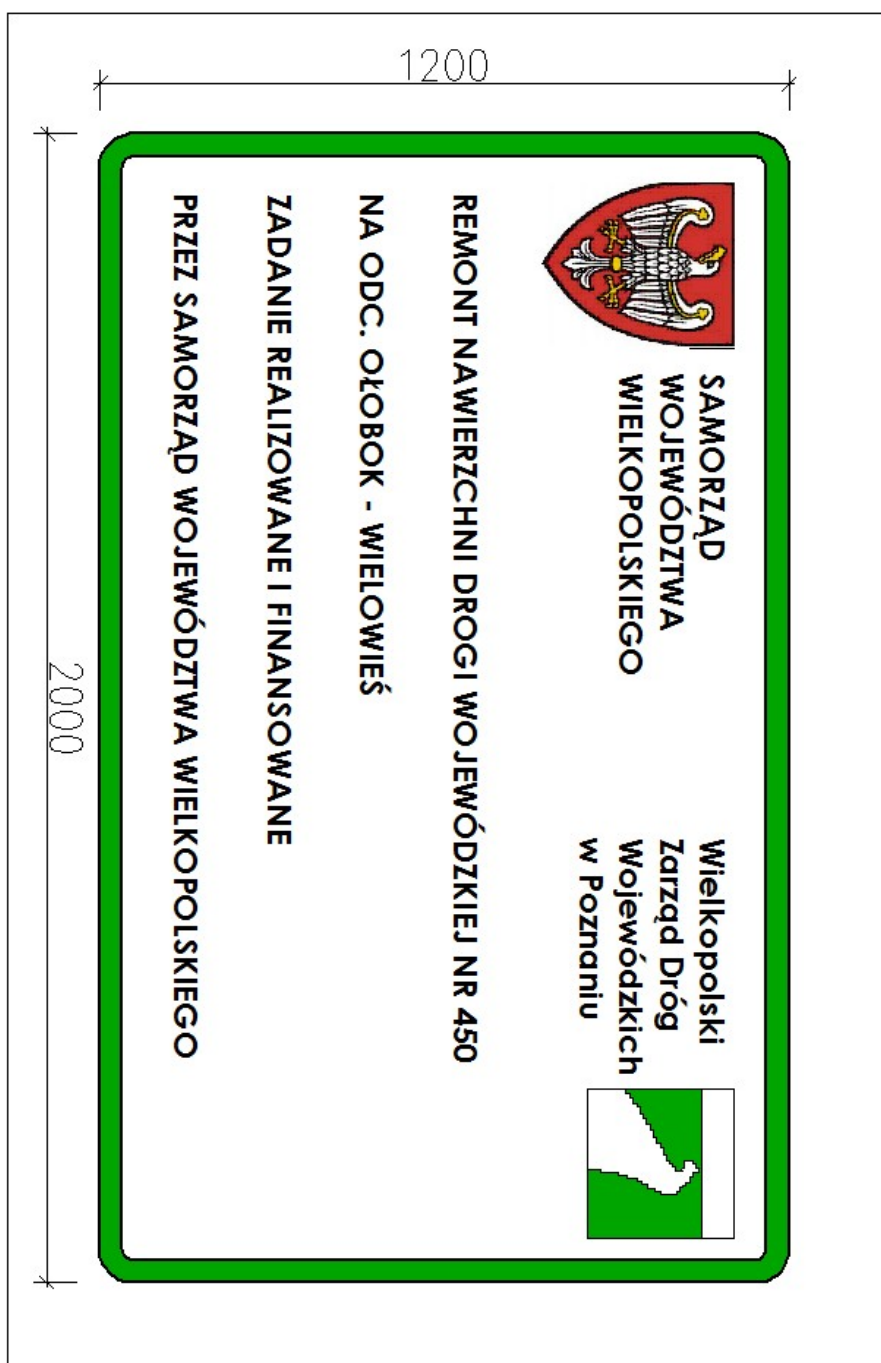 SAMORZĄD
WOJEWÓDZTWA
WIELKOPOLSKIEGO
Wielkopolski
Zarząd Dróg
Wojewódzkich
w Poznaniu
REMONT NAWIERZCHNI DROGI WOJEWÓDZKIEJ NR 450
NA ODC. OŁOBOK - WIELOWIEŚ
ZADANIE REALIZOWANE I FINANSOWANE
PRZEZ SAMORZĄD WOJEWÓDZTWA WIELKOPOLSKIEGO
1200
2000